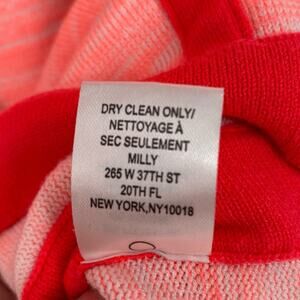 DRY CLEAN ONLY/
NETTOYAGE À
SEC SEULEMENT
MILLY
265 W 37TH ST
20TH FL
NEW YORK,NY10018